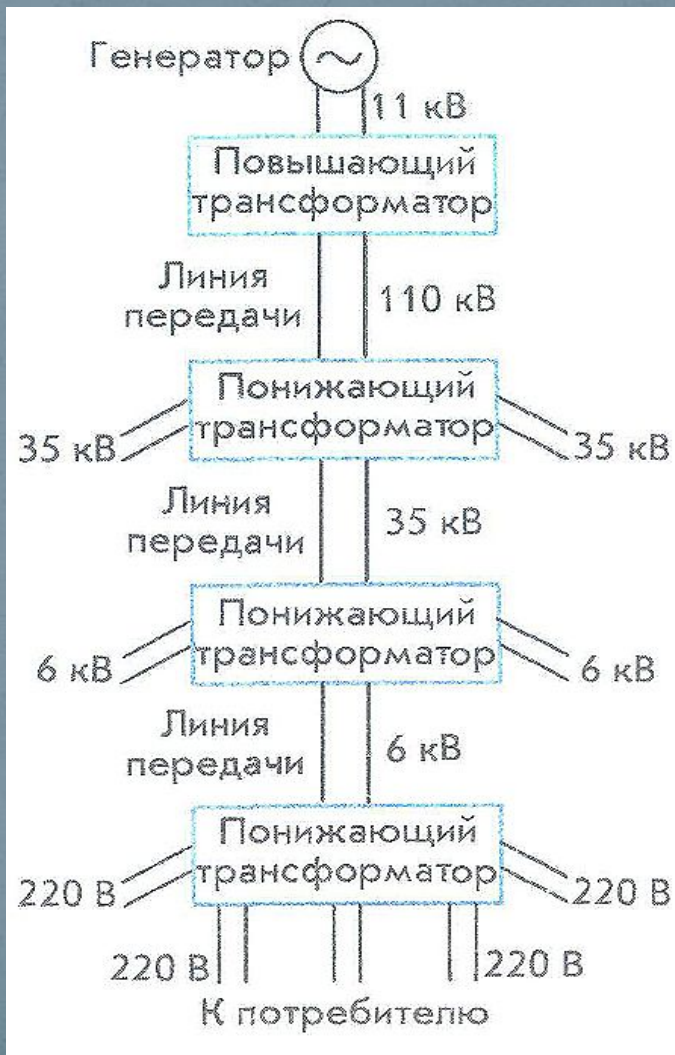 Генератор
11 кВ
Повышающий
трансформатор
Линия
передачи
110 кВ
Понижающий
трансформатор
35 кВ
35 кВ
Линия
передачи
35 кВ
Понижающий
трансформатор
6 кВ
6 кВ
Линия
передачи
6 кВ
Понижающий
трансформатор
220 В
220 В
220 В
220 В
К потребителю